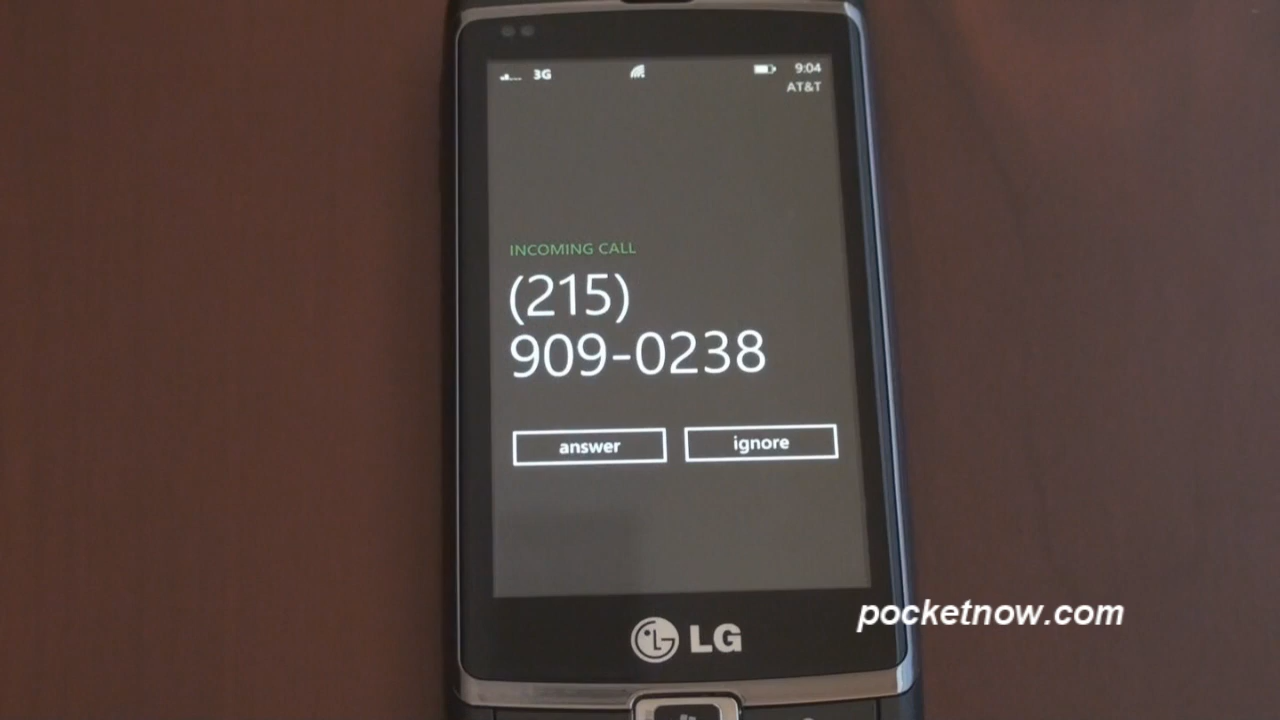 3G
9:04
AT&T
INCOMING CALL
(215)
909-0238
answer
ignore
pocketnow.com
LG